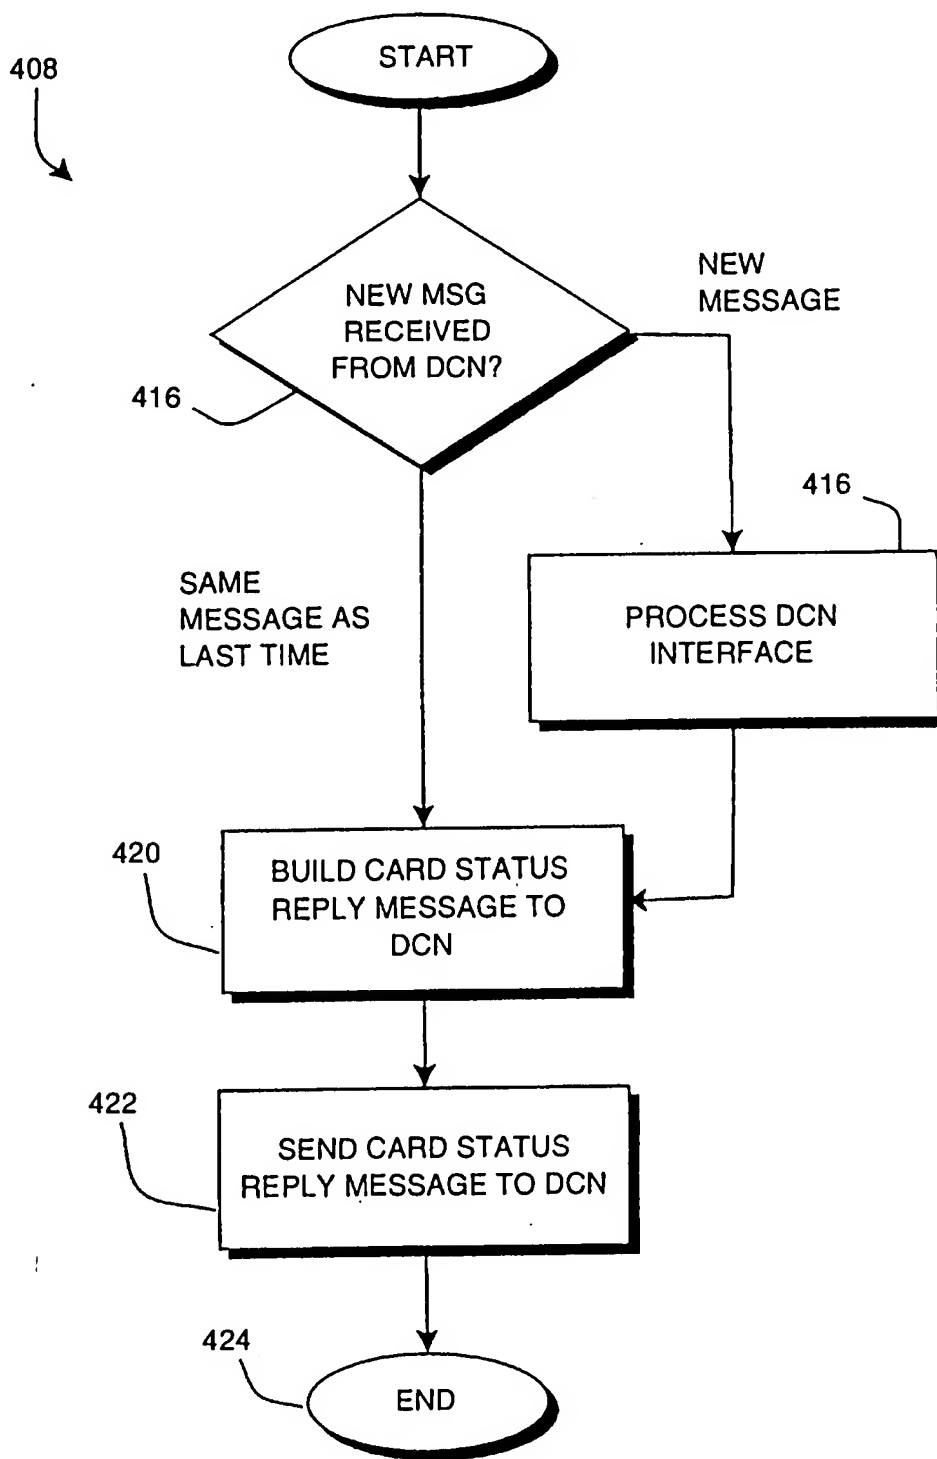 START
408
NEW
MESSAGE
NEW MSG
RECEIVED
FROM DCN?
416
416
SAME
MESSAGE AS
LAST TIME
PROCESS DCN
INTERFACE
420
BUILD CARD STATUS
REPLY MESSAGE TO
DCN
422
SEND CARD STATUS
REPLY MESSAGE TO DCN
424
END